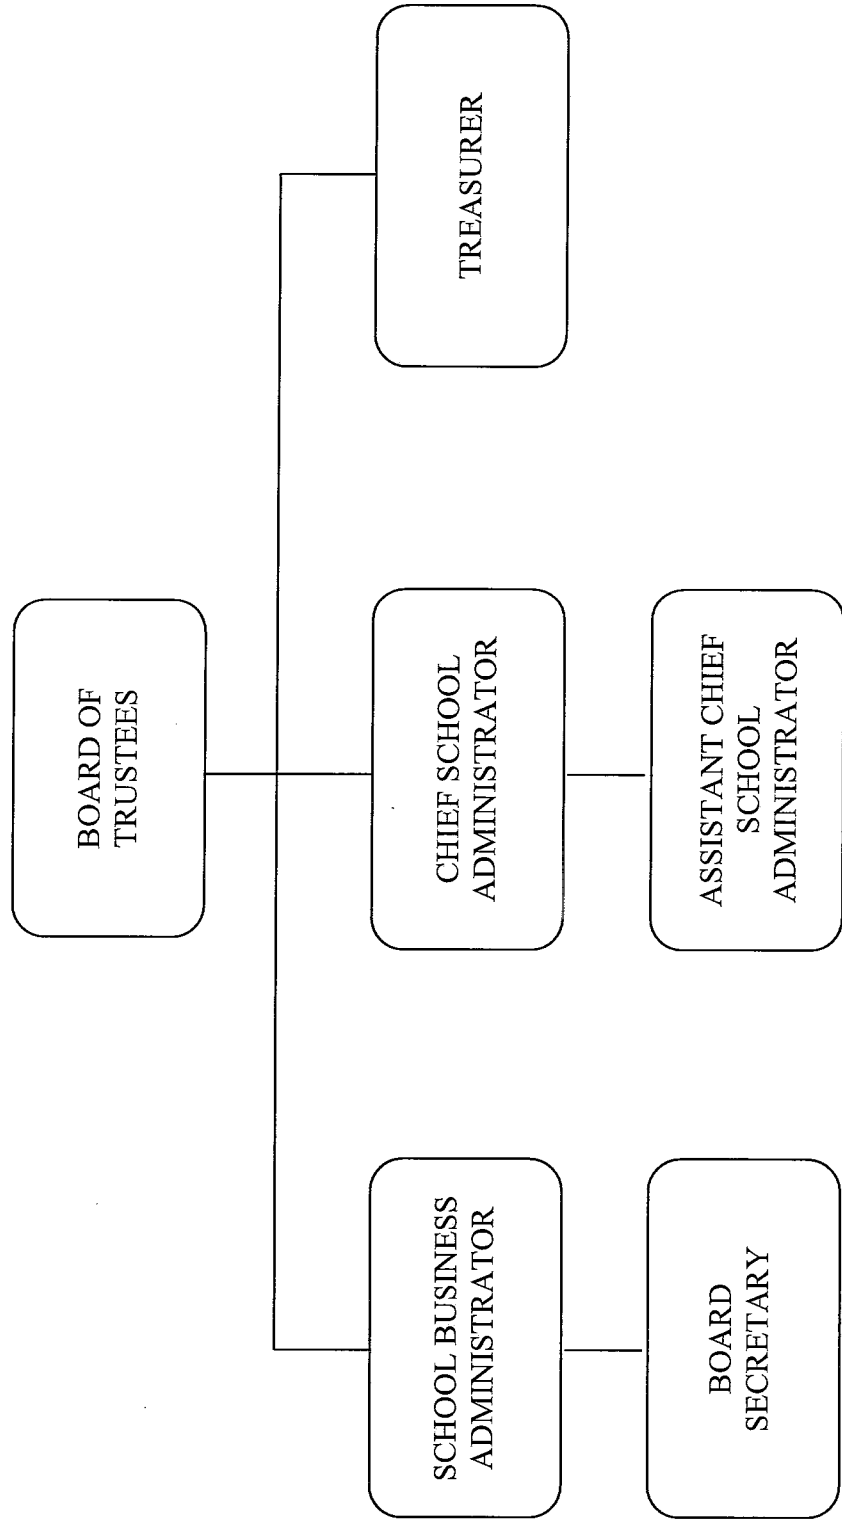 BOARD OF
TRUSTEES
SCHOOL BUSINESS
ADMINISTRATOR
CHIEF SCHOOL
ADMINISTRATOR
TREASURER
BOARD
SECRETARY
ASSISTANT CHIEF
SCHOOL
ADMINISTRATOR